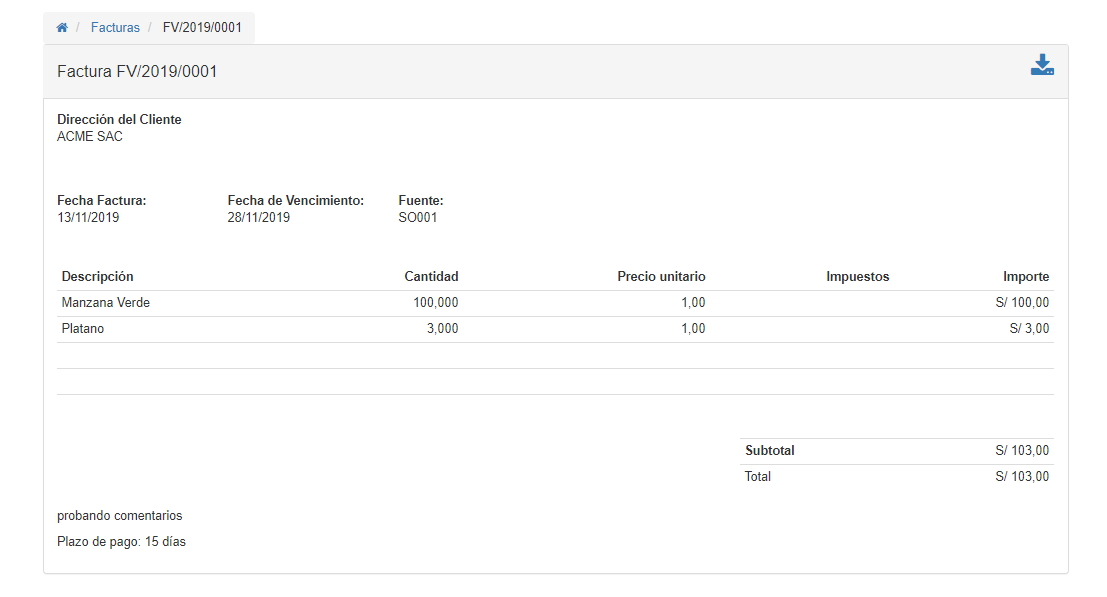 / Facturas / FV/2019/0001
Factura FV/2019/0001
Dirección del Cliente
ACME SAC
Fecha Factura: Fecha de Vencimiento: Fuente:
13/11/2019 28/11/2019 SO001
Descripción Cantidad Precio unitario Impuestos Importe
Manzana Verde 100,000 1,00 S/ 100,00
Platano 3,000 1,00 S/ 3,00
Subtotal S/ 103,00
Total S/ 103,00
probando comentarios
Plazo de pago: 15 días